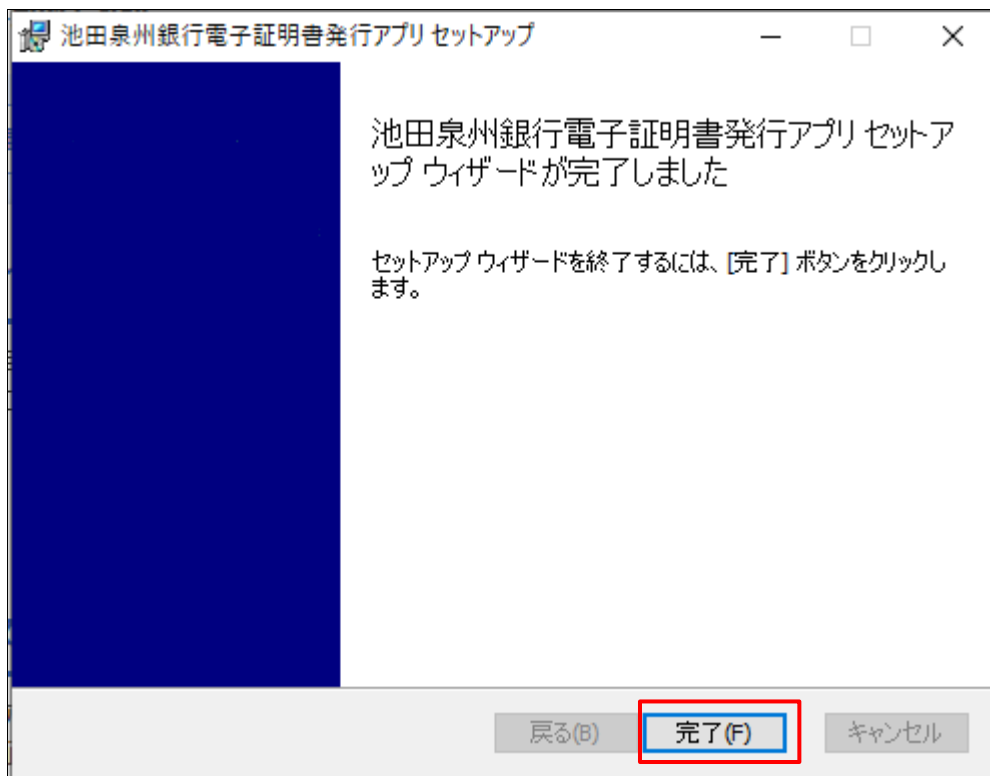 池田泉州銀行電子証明書発行アプリ セットアップ
池田泉州銀行電子証明書発行アプリ セットア
ップ ウィザードが完了しました
セットアップ ウィザードを終了するには、[完了] ボタンをクリックし
ます。
戻る(B)
完了(F)
キャンセル